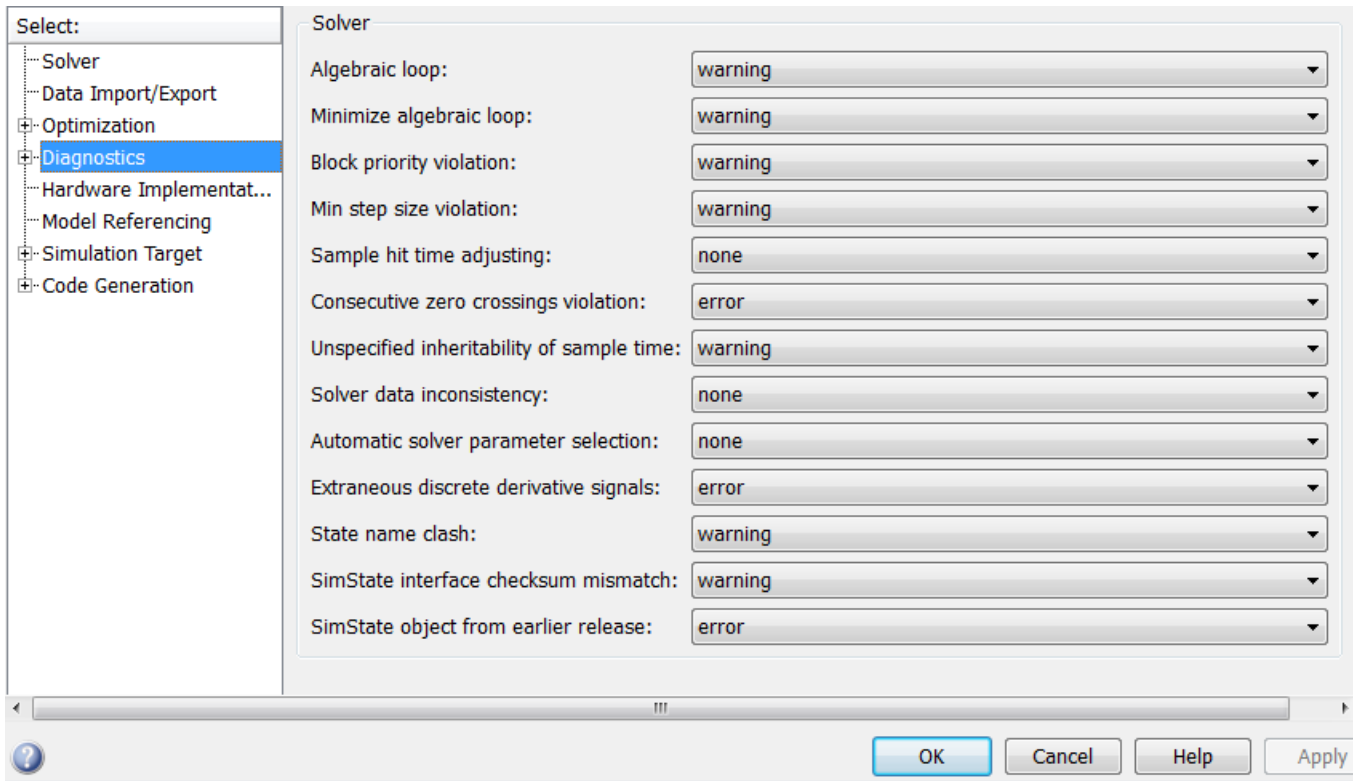 Select:
Solver
Data Import/Export
Optimization
Diagnostics
Hardware Implementat...
Model Referencing
Simulation Target
Code Generation
Solver
Algebraic loop: warning
Minimize algebraic loop: warning
Block priority violation: warning
Min step size violation: warning
Sample hit time adjusting: none
Consecutive zero crossings violation: error
Unspecified inheritability of sample time: warning
Solver data inconsistency: none
Automatic solver parameter selection: none
Extraneous discrete derivative signals: error
State name clash: warning
SimState interface checksum mismatch: warning
SimState object from earlier release: error
? OK Cancel Help Apply